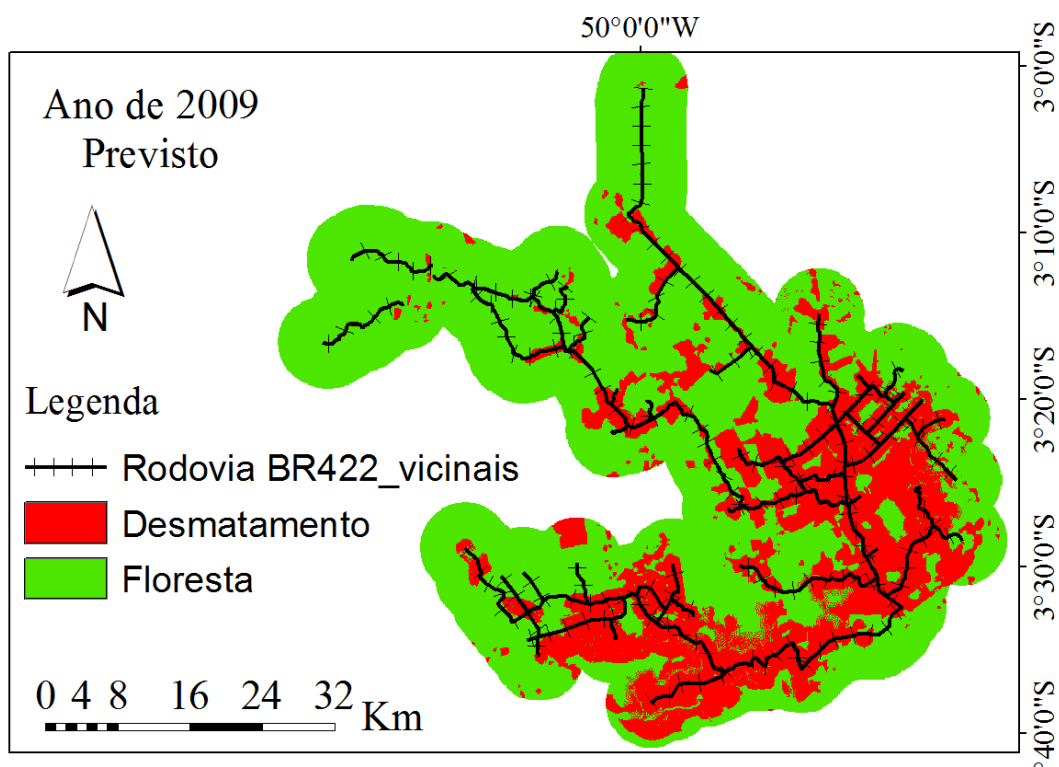 50°0'0"W
Ano de 2009
Previsto
N
Legenda
Rodovia BR422_vicinais
Desmatamento
Floresta
0 4 8 16 24 32 Km
3°0'0"S
3°10'0"S
3°20'0"S
3°30'0"S
°40'0"S